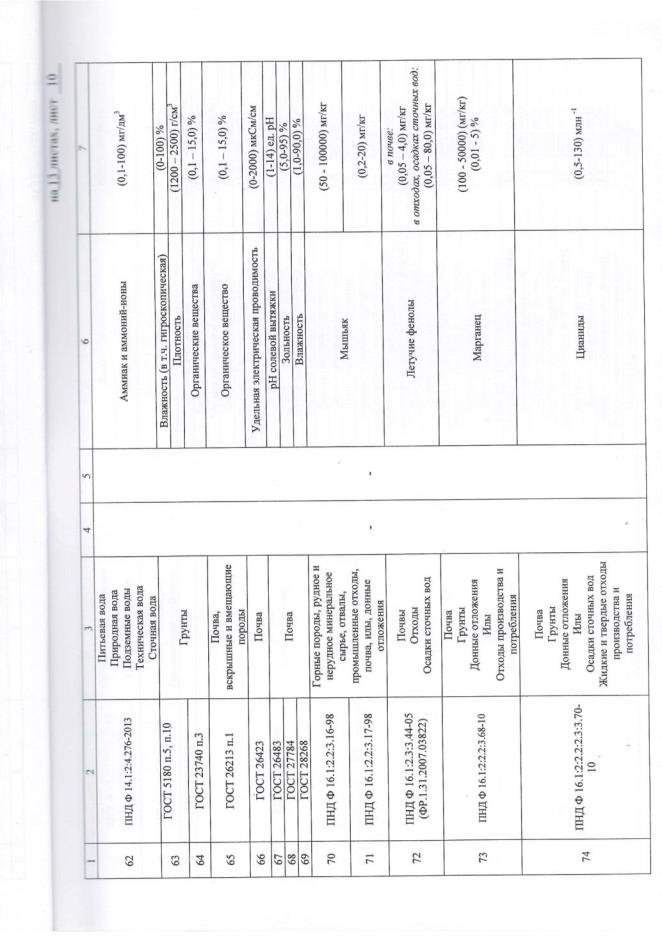 на 13 листах, лист 10
1 2 3 4 5 6 7
62 ПНД Ф 14.1:2:4.276-2013 Питьевая вода
Природная вода
Подземные воды
Техническая вода
Сточная вода
Аммиак и аммоний-ионы (0,1-100) мг/дм³
63 ГОСТ 5180 п.5, п.10 Грунты
Влажность (в т.ч. гигроскопическая) (0-100) %
Плотность (1200 – 2500) г/см³
64 ГОСТ 23740 п.3 Органические вещества (0,1 – 15,0) %
65 ГОСТ 26213 п.1 Почва,
вскрышные и вмещающие
породы
Органическое вещество (0,1 – 15,0) %
66 ГОСТ 26423 Почва Удельная электрическая проводимость (0-2000) мкСм/см
67 ГОСТ 26483 Почва рН солевой вытяжки (1-14) ед. рН
68 ГОСТ 27784 Зольность (5,0-95) %
69 ГОСТ 28268 Влажность (1,0-90,0) %
70 ПНД Ф 16.1:2.2:3.16-98 Горные породы, рудное и
нерудное минеральное
сырье, отвалы,
промышленные отходы,
почва, илы, донные
отложения
- - Мышьяк (50 - 100000) мг/кг
71 ПНД Ф 16.1:2.2:3.17-98 (0,2-20) мг/кг
72 ПНД Ф 16.1:2.3:3.44-05
(ФР.1.31.2007.03822)
Почвы
Отходы
Осадки сточных вод
Летучие фенолы
в почве:
(0,05 – 4,0) мг/кг
в отходах, осадках сточных вод:
(0,05 – 80,0) мг/кг
73 ПНД Ф 16.1:2:2.2:3.68-10 Почва
Грунты
Донные отложения
Илы
Отходы производства и
потребления
Марганец
(100 - 50000) (мг/кг)
(0,01 - 5) %
74 ПНД Ф 16.1:2:2.2:2.3:3.70-
10
Почва
Грунты
Донные отложения
Илы
Осадки сточных вод
Жидкие и твердые отходы
производства и
потребления
Цианиды (0,5-130) млн ⁻¹